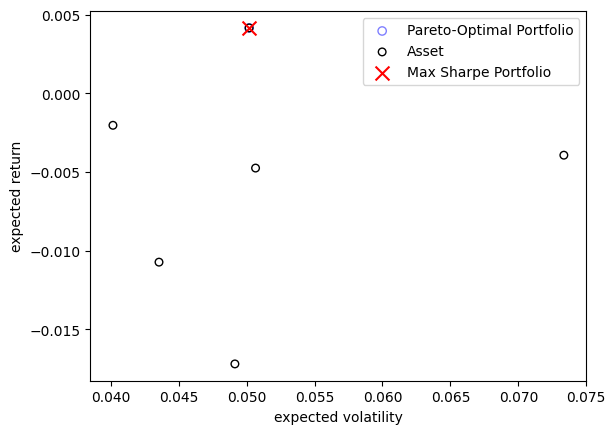 0.005
0.000
−0.005
−0.010
−0.015
expected return
Pareto-Optimal Portfolio
Asset
Max Sharpe Portfolio
0.040 0.045 0.050 0.055 0.060 0.065 0.070 0.075
expected volatility